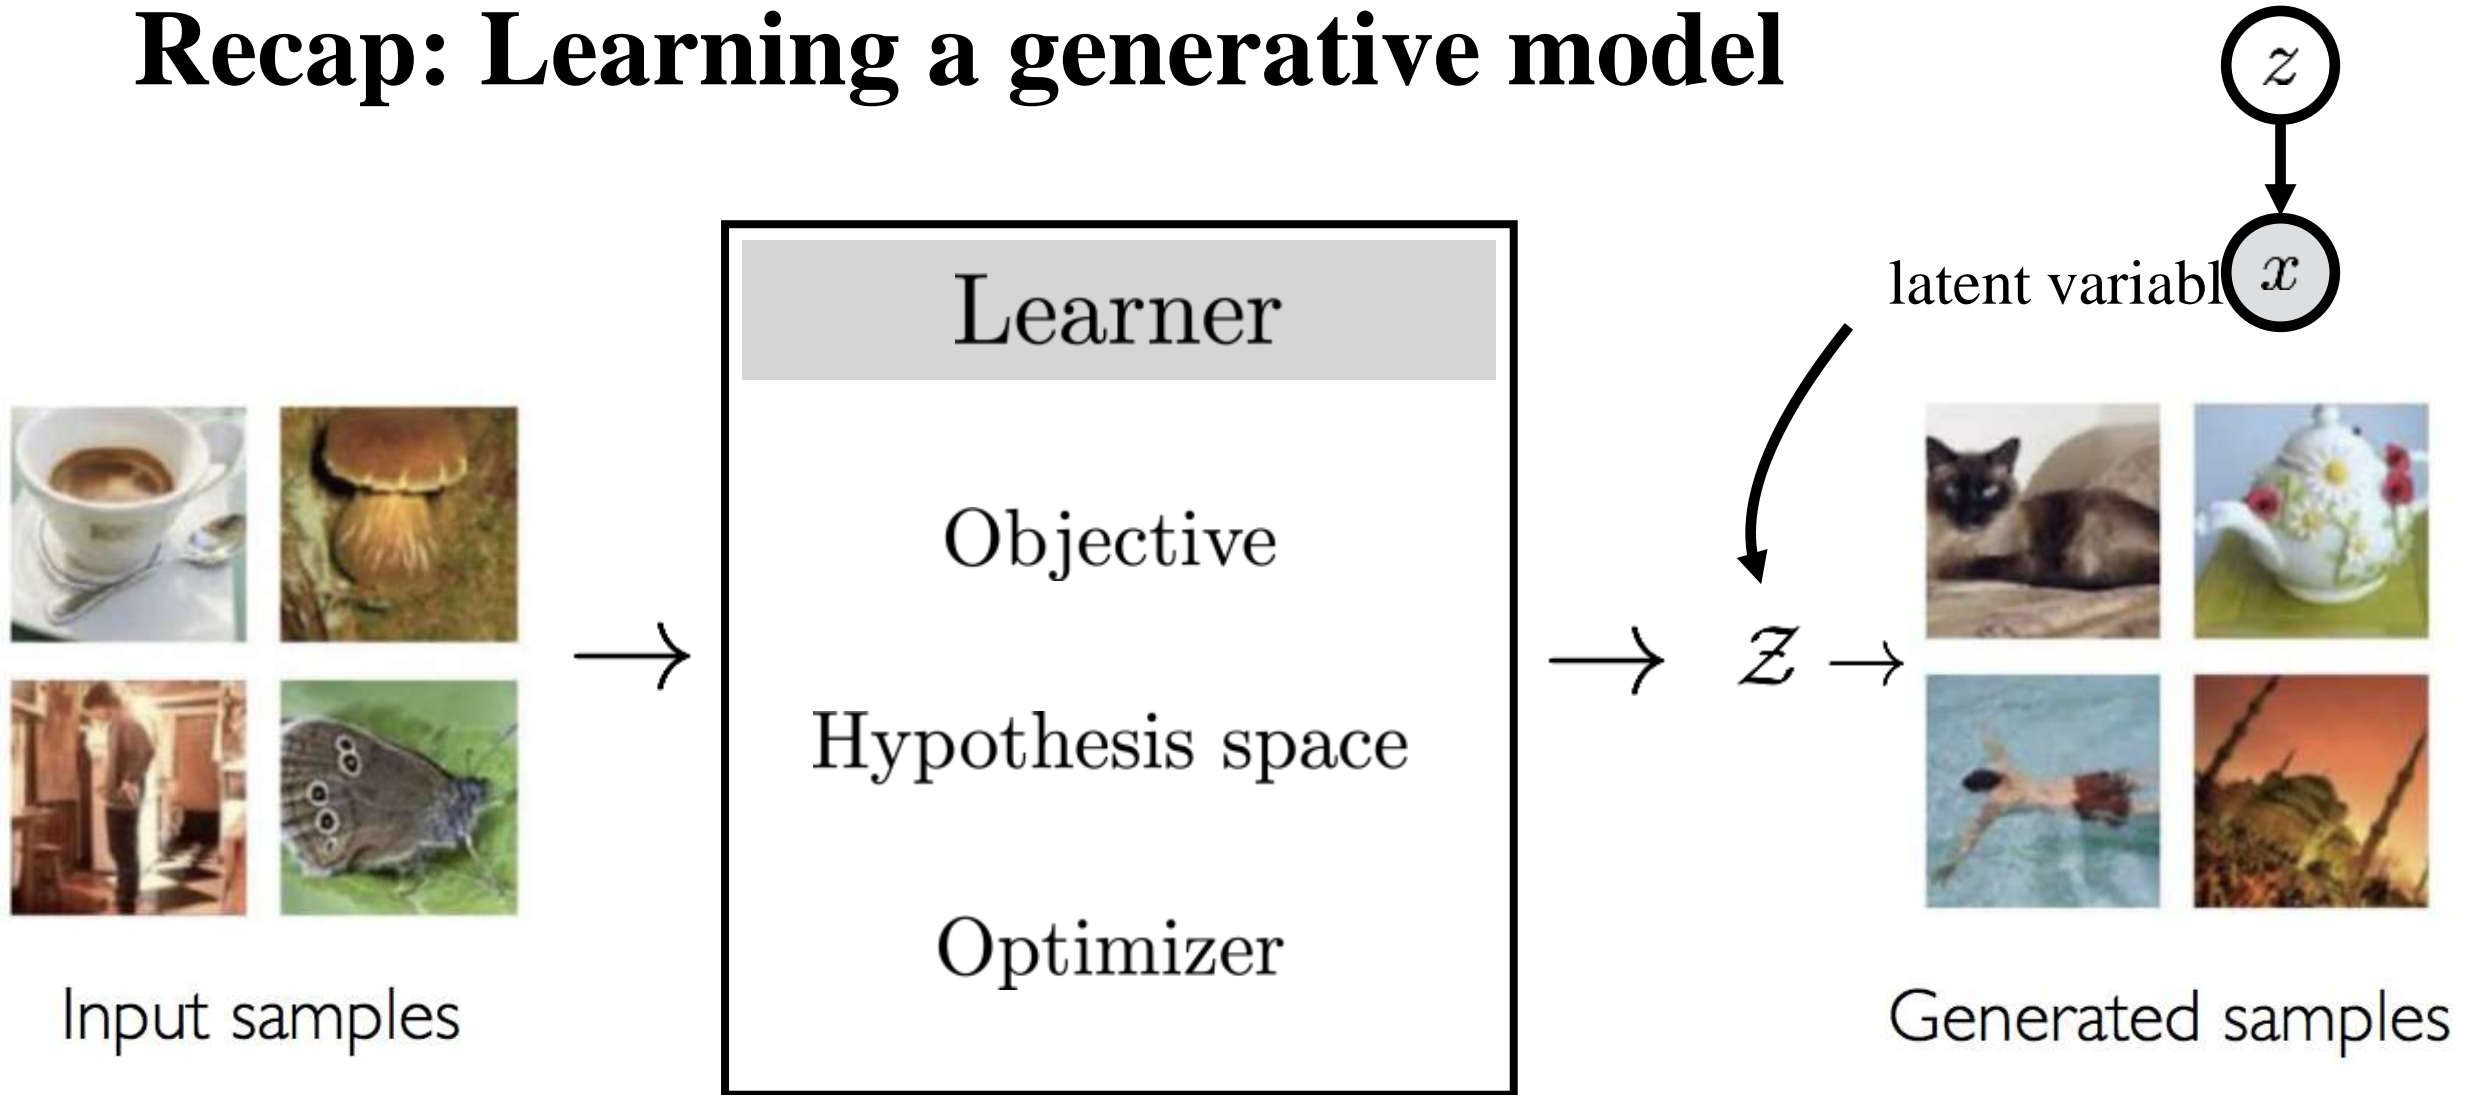 Recap: Learning a generative model
z
x
latent variabl
Learner
Objective
Hypothesis space
Optimizer
→ z →
Input samples
Generated samples